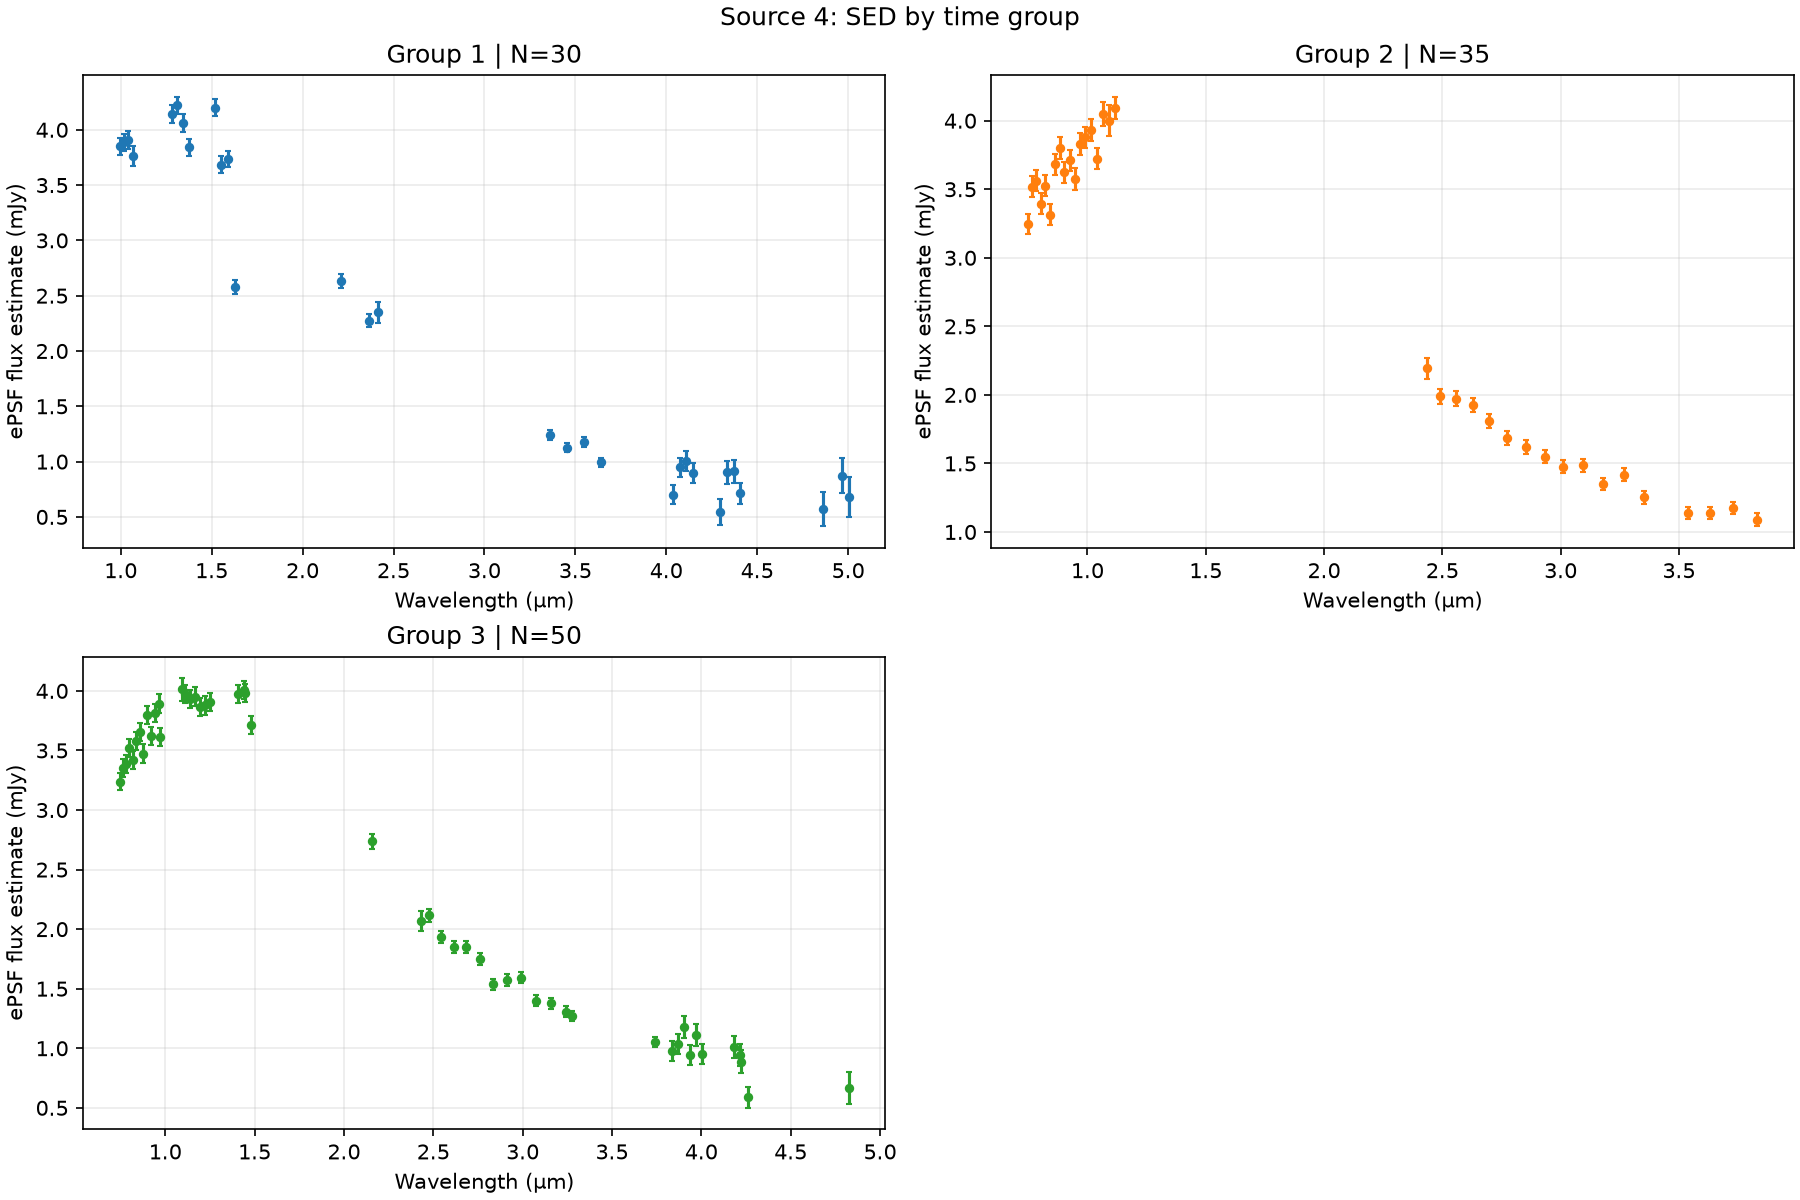 Source 4: SED by time group
Group 1 | N=30
ePSF flux estimate (mJy)
4.0
3.5
3.0
2.5
2.0
1.5
1.0
0.5
1.0 1.5 2.0 2.5 3.0 3.5 4.0 4.5 5.0
Wavelength (μm)
Group 2 | N=35
ePSF flux estimate (mJy)
4.0
3.5
3.0
2.5
2.0
1.5
1.0
1.0 1.5 2.0 2.5 3.0 3.5
Wavelength (μm)
Group 3 | N=50
ePSF flux estimate (mJy)
4.0
3.5
3.0
2.5
2.0
1.5
1.0
0.5
1.0 1.5 2.0 2.5 3.0 3.5 4.0 4.5 5.0
Wavelength (μm)